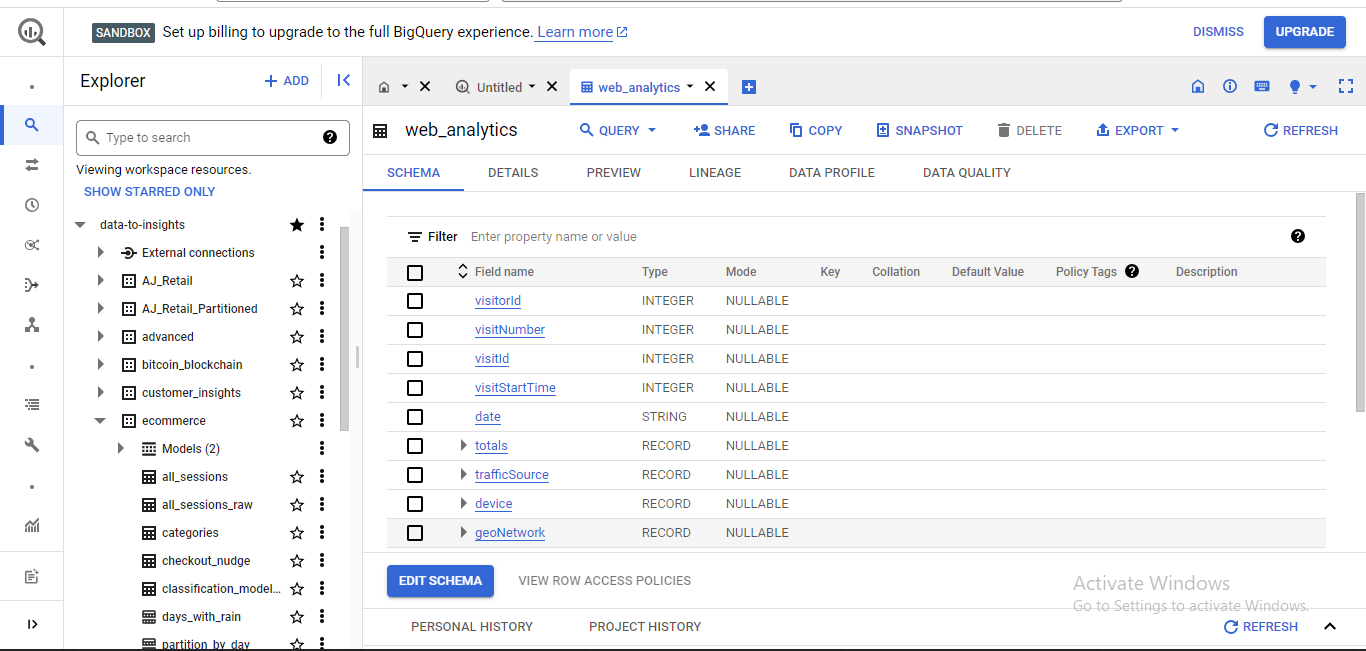 SANDBOX Set up billing to upgrade to the full BigQuery experience. Learn more DISMISS UPGRADE
Explorer + ADD
Untitled web_analytics
Type to search
Viewing workspace resources.
SHOW STARRED ONLY
data-to-insights
External connections
AJ_Retail
AJ_Retail_Partitioned
advanced
bitcoin_blockchain
customer_insights
ecommerce
Models (2)
all_sessions
all_sessions_raw
categories
checkout_nudge
classification_model...
days_with_rain
partition_by_day
web_analytics QUERY SHARE COPY SNAPSHOT DELETE EXPORT REFRESH
SCHEMA DETAILS PREVIEW LINEAGE DATA PROFILE DATA QUALITY
Filter Enter property name or value
Field name Type Mode Key Collation Default Value Policy Tags Description
visitorId INTEGER NULLABLE
visitNumber INTEGER NULLABLE
visitId INTEGER NULLABLE
visitStartTime INTEGER NULLABLE
date STRING NULLABLE
totals RECORD NULLABLE
trafficSource RECORD NULLABLE
device RECORD NULLABLE
geoNetwork RECORD NULLABLE
EDIT SCHEMA VIEW ROW ACCESS POLICIES
Activate Windows
Go to Settings to activate Windows.
PERSONAL HISTORY PROJECT HISTORY REFRESH